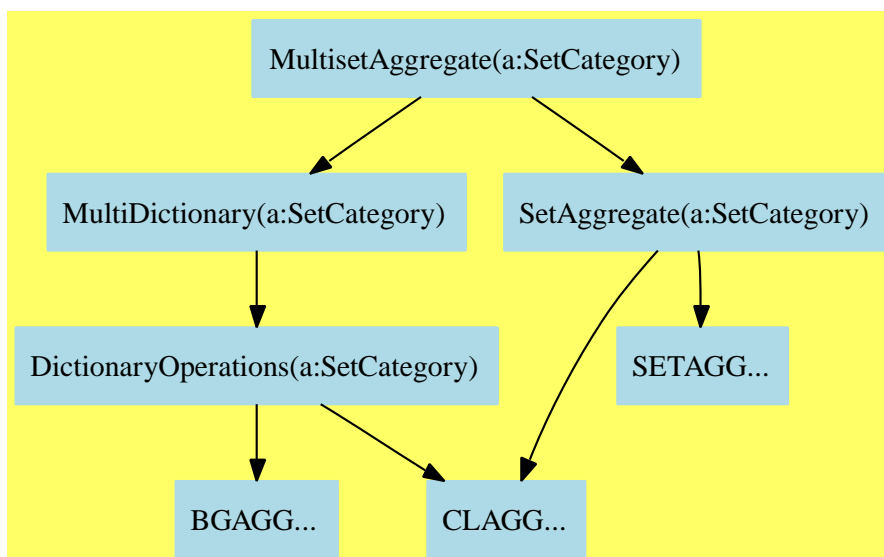 MultisetAggregate(a:SetCategory)
MultiDictionary(a:SetCategory)
SetAggregate(a:SetCategory)
DictionaryOperations(a:SetCategory)
SETAGG...
BGAGG...
CLAGG...